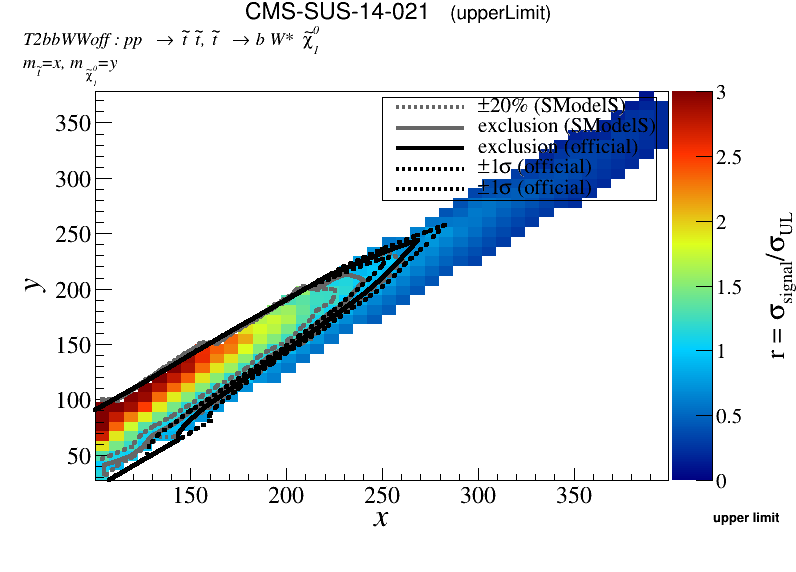 CMS-SUS-14-021 (upperLimit)
T2bbWWoff : pp → t̃ t̃, t̃ → b W* χ̃⁰₁
m_t̃=x, m_χ̃⁰₁=y
±20% (SModelS)
exclusion (SModelS)
exclusion (official)
±1σ (official)
±1σ (official)
350
300
250
200
150
100
50
y
150
200
250
300
350
x
3
2.5
2
1.5
1
0.5
0
r = σ_signal/σ_UL
upper limit